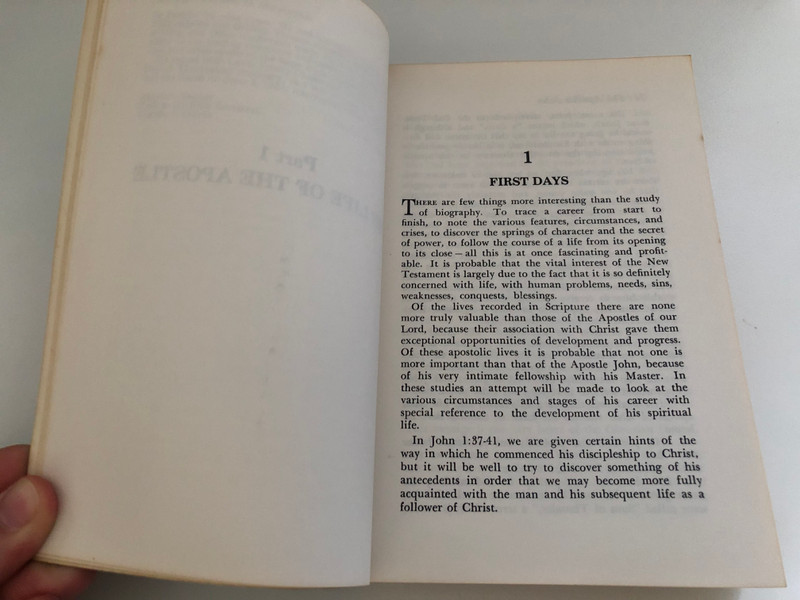 Part 1
LIFE OF THE APOSTLE
1
FIRST DAYS
THERE are few things more interesting than the study
of biography. To trace a career from start to
finish, to note the various features, circumstances, and
crises, to discover the springs of character and the secret
of power, to follow the course of a life from its opening
to its close — all this is at once fascinating and profit-
able. It is probable that the vital interest of the New
Testament is largely due to the fact that it is so definitely
concerned with life, with human problems, needs, sins,
weaknesses, conquests, blessings.
Of the lives recorded in Scripture there are none
more truly valuable than those of the Apostles of our
Lord, because their association with Christ gave them
exceptional opportunities of development and progress.
Of these apostolic lives it is probable that not one is
more important than that of the Apostle John, because
of his very intimate fellowship with his Master. In
these studies an attempt will be made to look at the
various circumstances and stages of his career with
special reference to the development of his spiritual
life.
In John 1:37-41, we are given certain hints of the
way in which he commenced his discipleship to Christ,
but it will be well to try to discover something of his
antecedents in order that we may become more fully
acquainted with the man and his subsequent life as a
follower of Christ.